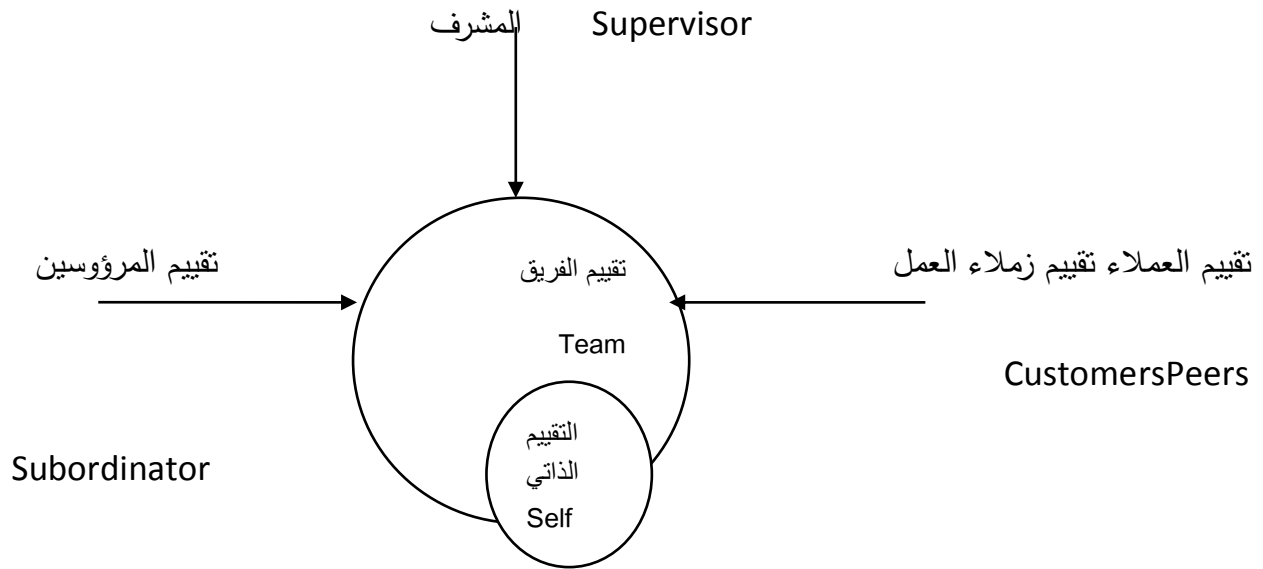 المشرف Supervisor
تقييم المرؤوسين
تقييم الفريق
تقييم العملاء تقييم زملاء العمل
Team
CustomersPeers
التقييم
الذاتي
Self
Subordinator